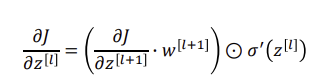 ∂J/∂z^[l] = (∂J/∂z^[l+1] · w^[l+1]) ⊙ σ′(z^[l])